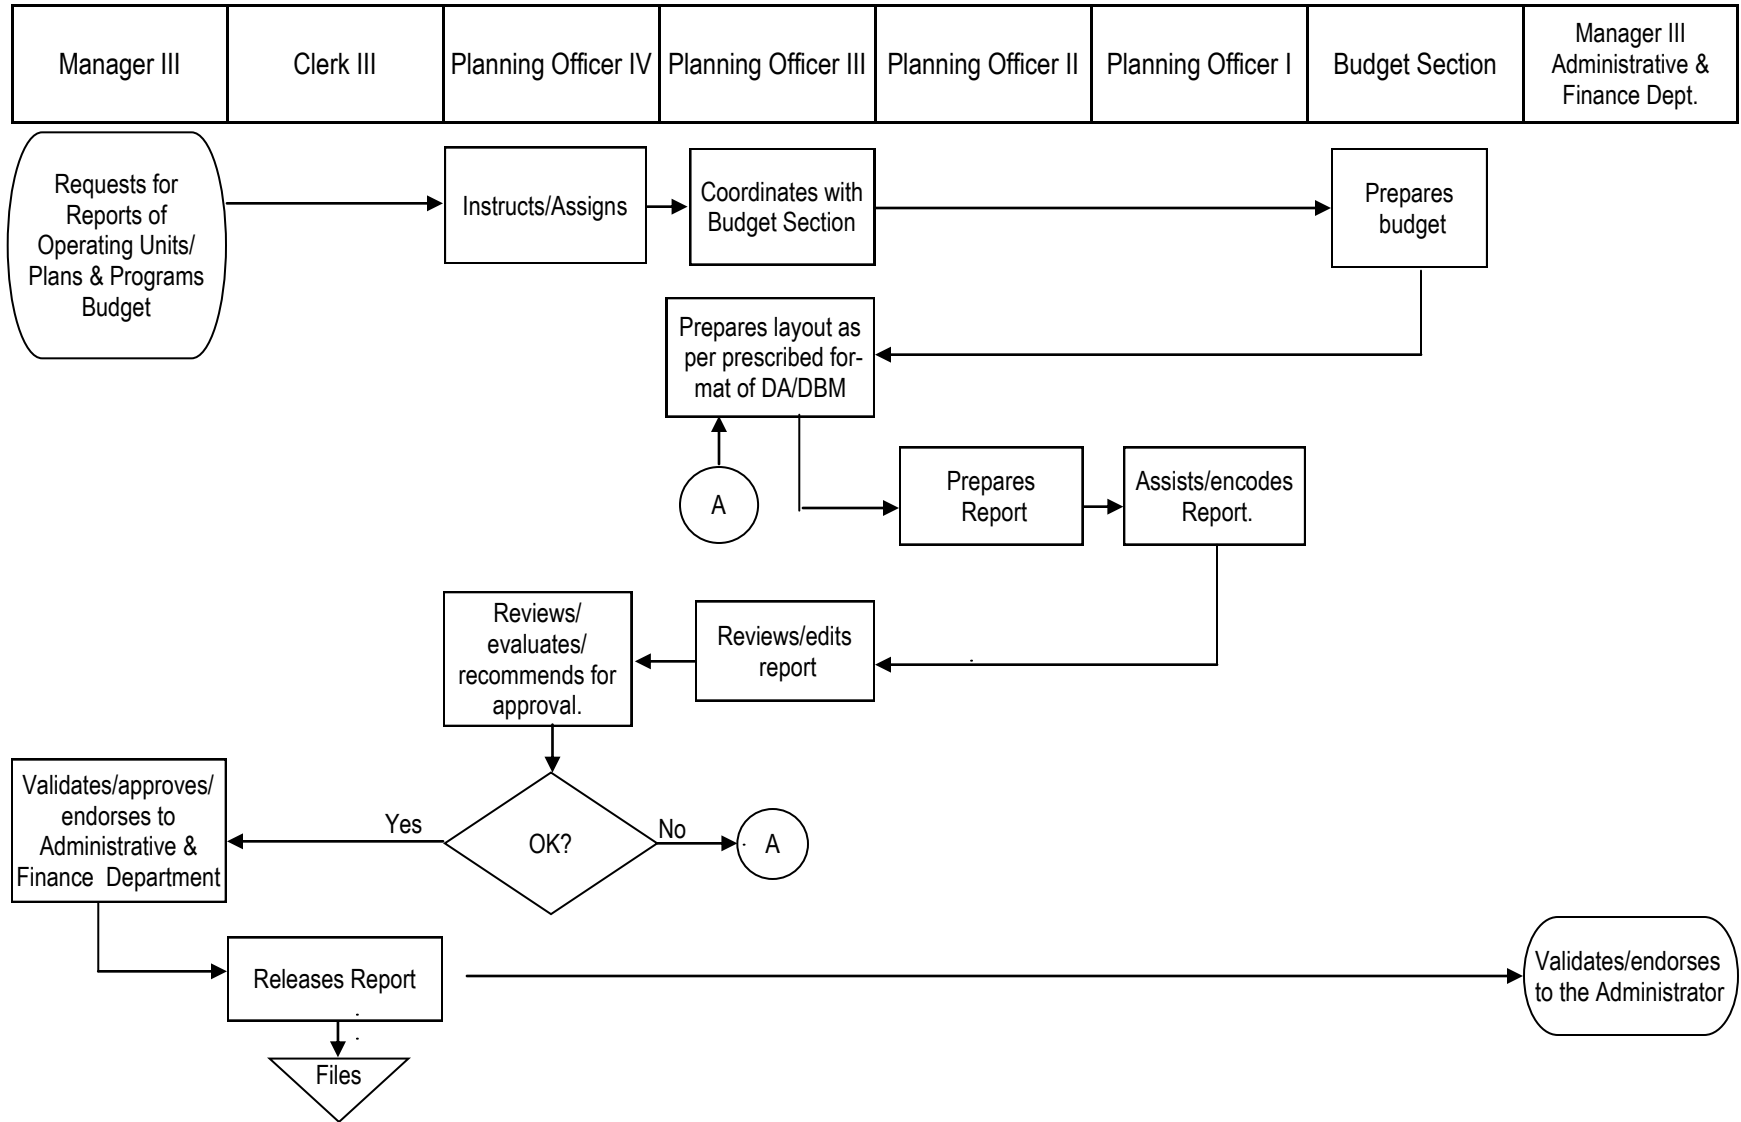 Manager III
Clerk III
Planning Officer IV
Planning Officer III
Planning Officer II
Planning Officer I
Budget Section
Manager III
Administrative &
Finance Dept.
Requests for
Reports of
Operating Units/
Plans & Programs
Budget
Instructs/Assigns
Coordinates with
Budget Section
Prepares
budget
Prepares layout as
per prescribed for-
mat of DA/DBM
A
Prepares
Report
Assists/encodes
Report.
Reviews/
evaluates/
recommends for
approval.
Reviews/edits
report
Validates/approves/
endorses to
Administrative &
Finance Department
Yes
OK?
No
A
Releases Report
Validates/endorses
to the Administrator
Files